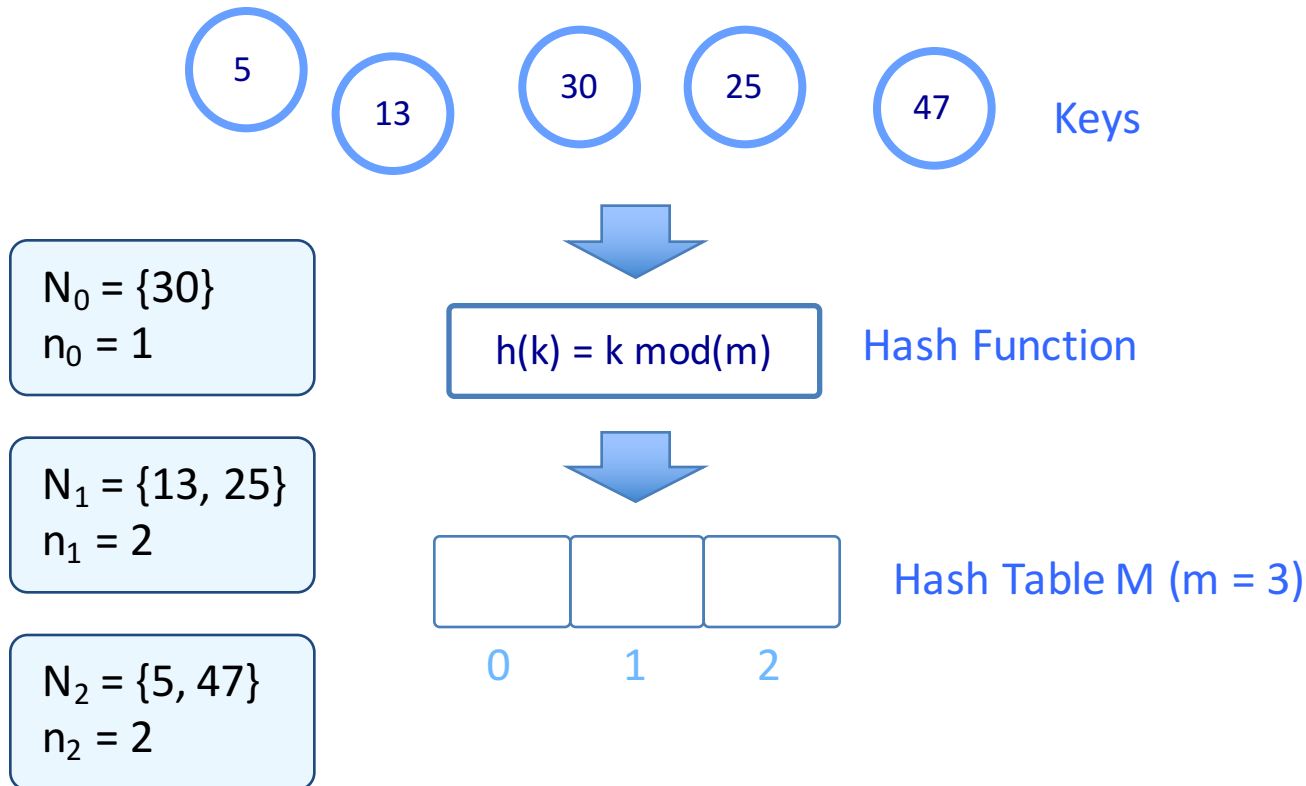 5
13
30
25
47
Keys
N₀ = {30}
n₀ = 1
h(k) = k mod(m)
Hash Function
N₁ = {13, 25}
n₁ = 2
Hash Table M (m = 3)
0 1 2
N₂ = {5, 47}
n₂ = 2